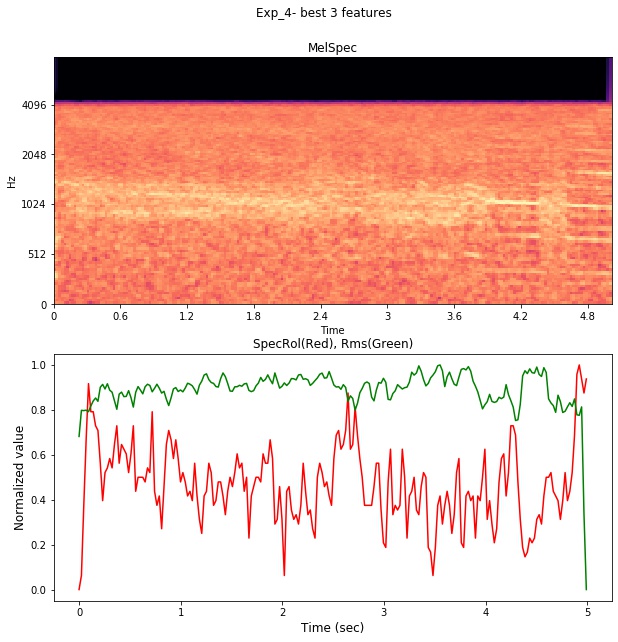 Exp_4- best 3 features
MelSpec
4096
2048
1024
512
0
Hz
0 0.6 1.2 1.8 2.4 3 3.6 4.2 4.8
Time
SpecRol(Red), Rms(Green)
1.0
0.8
0.6
0.4
0.2
0.0
Normalized value
0 1 2 3 4 5
Time (sec)